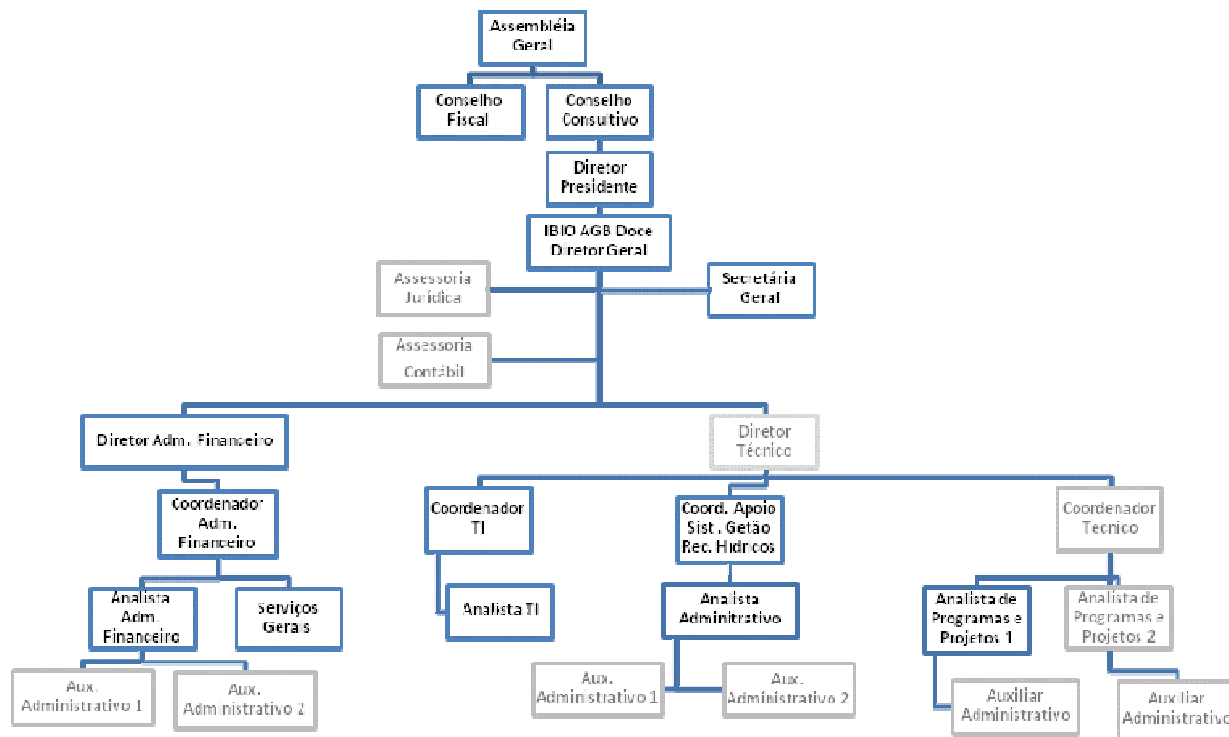 Assembléia
Geral
Conselho
Fiscal
Conselho
Consultivo
Diretor
Presidente
IBIO AGB Doce
Diretor Geral
Assessoria
Jurídica
Secretária
Geral
Assessoria
Contábil
Diretor Adm. Financeiro
Diretor
Técnico
Coordenador
Adm.
Financeiro
Coordenador
TI
Coord. Apoio
Sist. Getão
Rec. Hídricos
Coordenador
Tecnico
Analista
Adm.
Financeiro
Serviços
Gerais
Analista TI
Analista
Adminitrativo
Analista de
Programas e
Projetos 1
Analista de
Programas e
Projetos 2
Aux.
Administrativo 1
Aux.
Administrativo 2
Aux.
Administrativo 1
Aux.
Administrativo 2
Auxiliar
Administrativo
Auxiliar
Administrativo